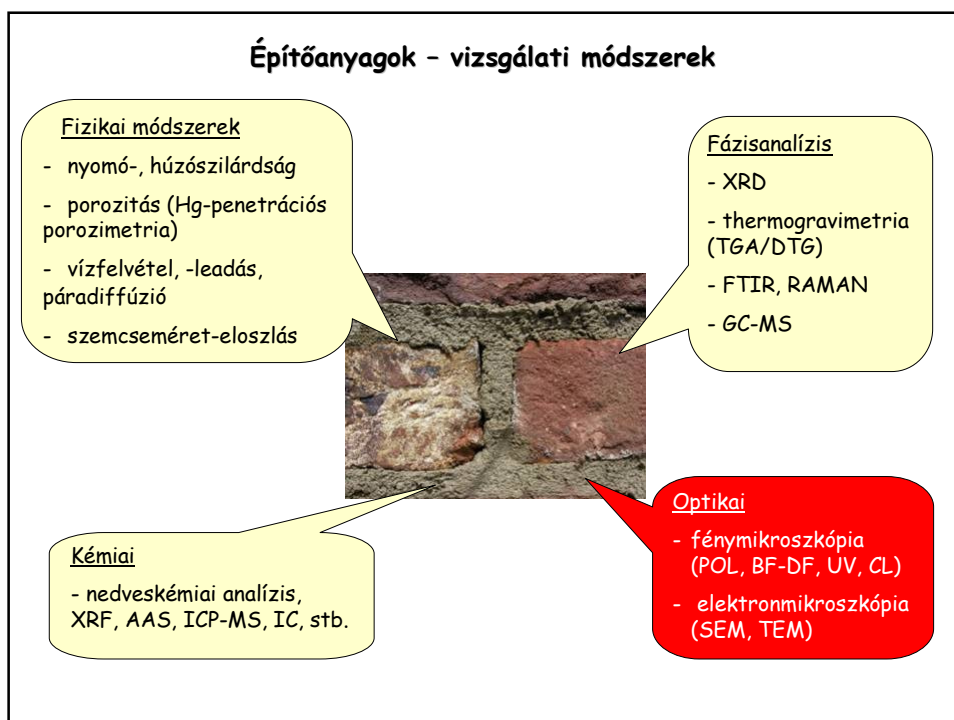 Építőanyagok – vizsgálati módszerek
Fizikai módszerek
- nyomó-, húzószilárdság
- porozitás (Hg-penetrációs
porozimetria)
- vízfelvétel, -leadás,
páradiffúzió
- szemcseméret-eloszlás
Fázisanalízis
- XRD
- thermogravimetria
(TGA/DTG)
- FTIR, RAMAN
- GC-MS
Kémiai
- nedveskémiai analízis,
XRF, AAS, ICP-MS, IC, stb.
Optikai
- fénymikroszkópia
(POL, BF-DF, UV, CL)
- elektronmikroszkópia
(SEM, TEM)